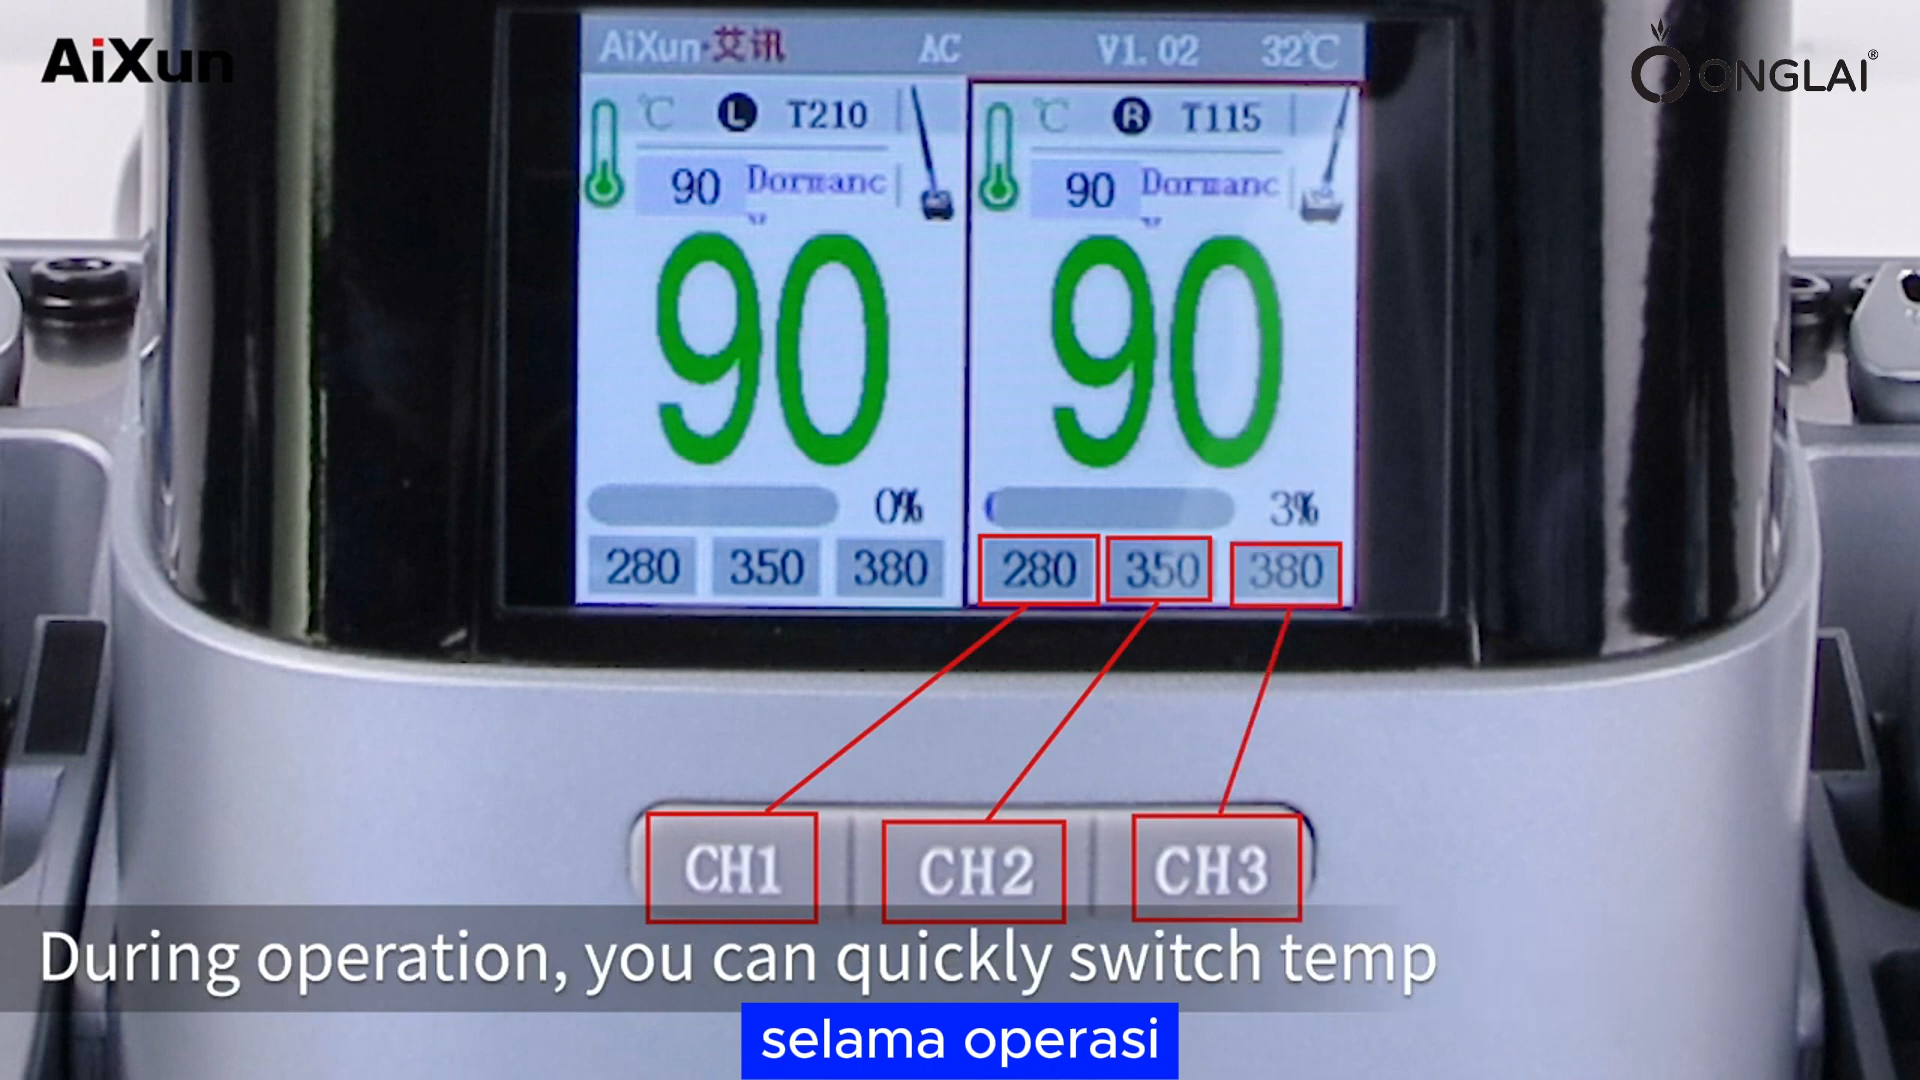 AiXun
AiXun·艾讯 AC V1.02 32℃
ONGLAI®
℃ L T210
90 Dormanc
y
90
0%
280 350 380
℃ R T115
90 Dormanc
y
90
3%
280 350 380
CH1 CH2 CH3
During operation, you can quickly switch temp
selama operasi